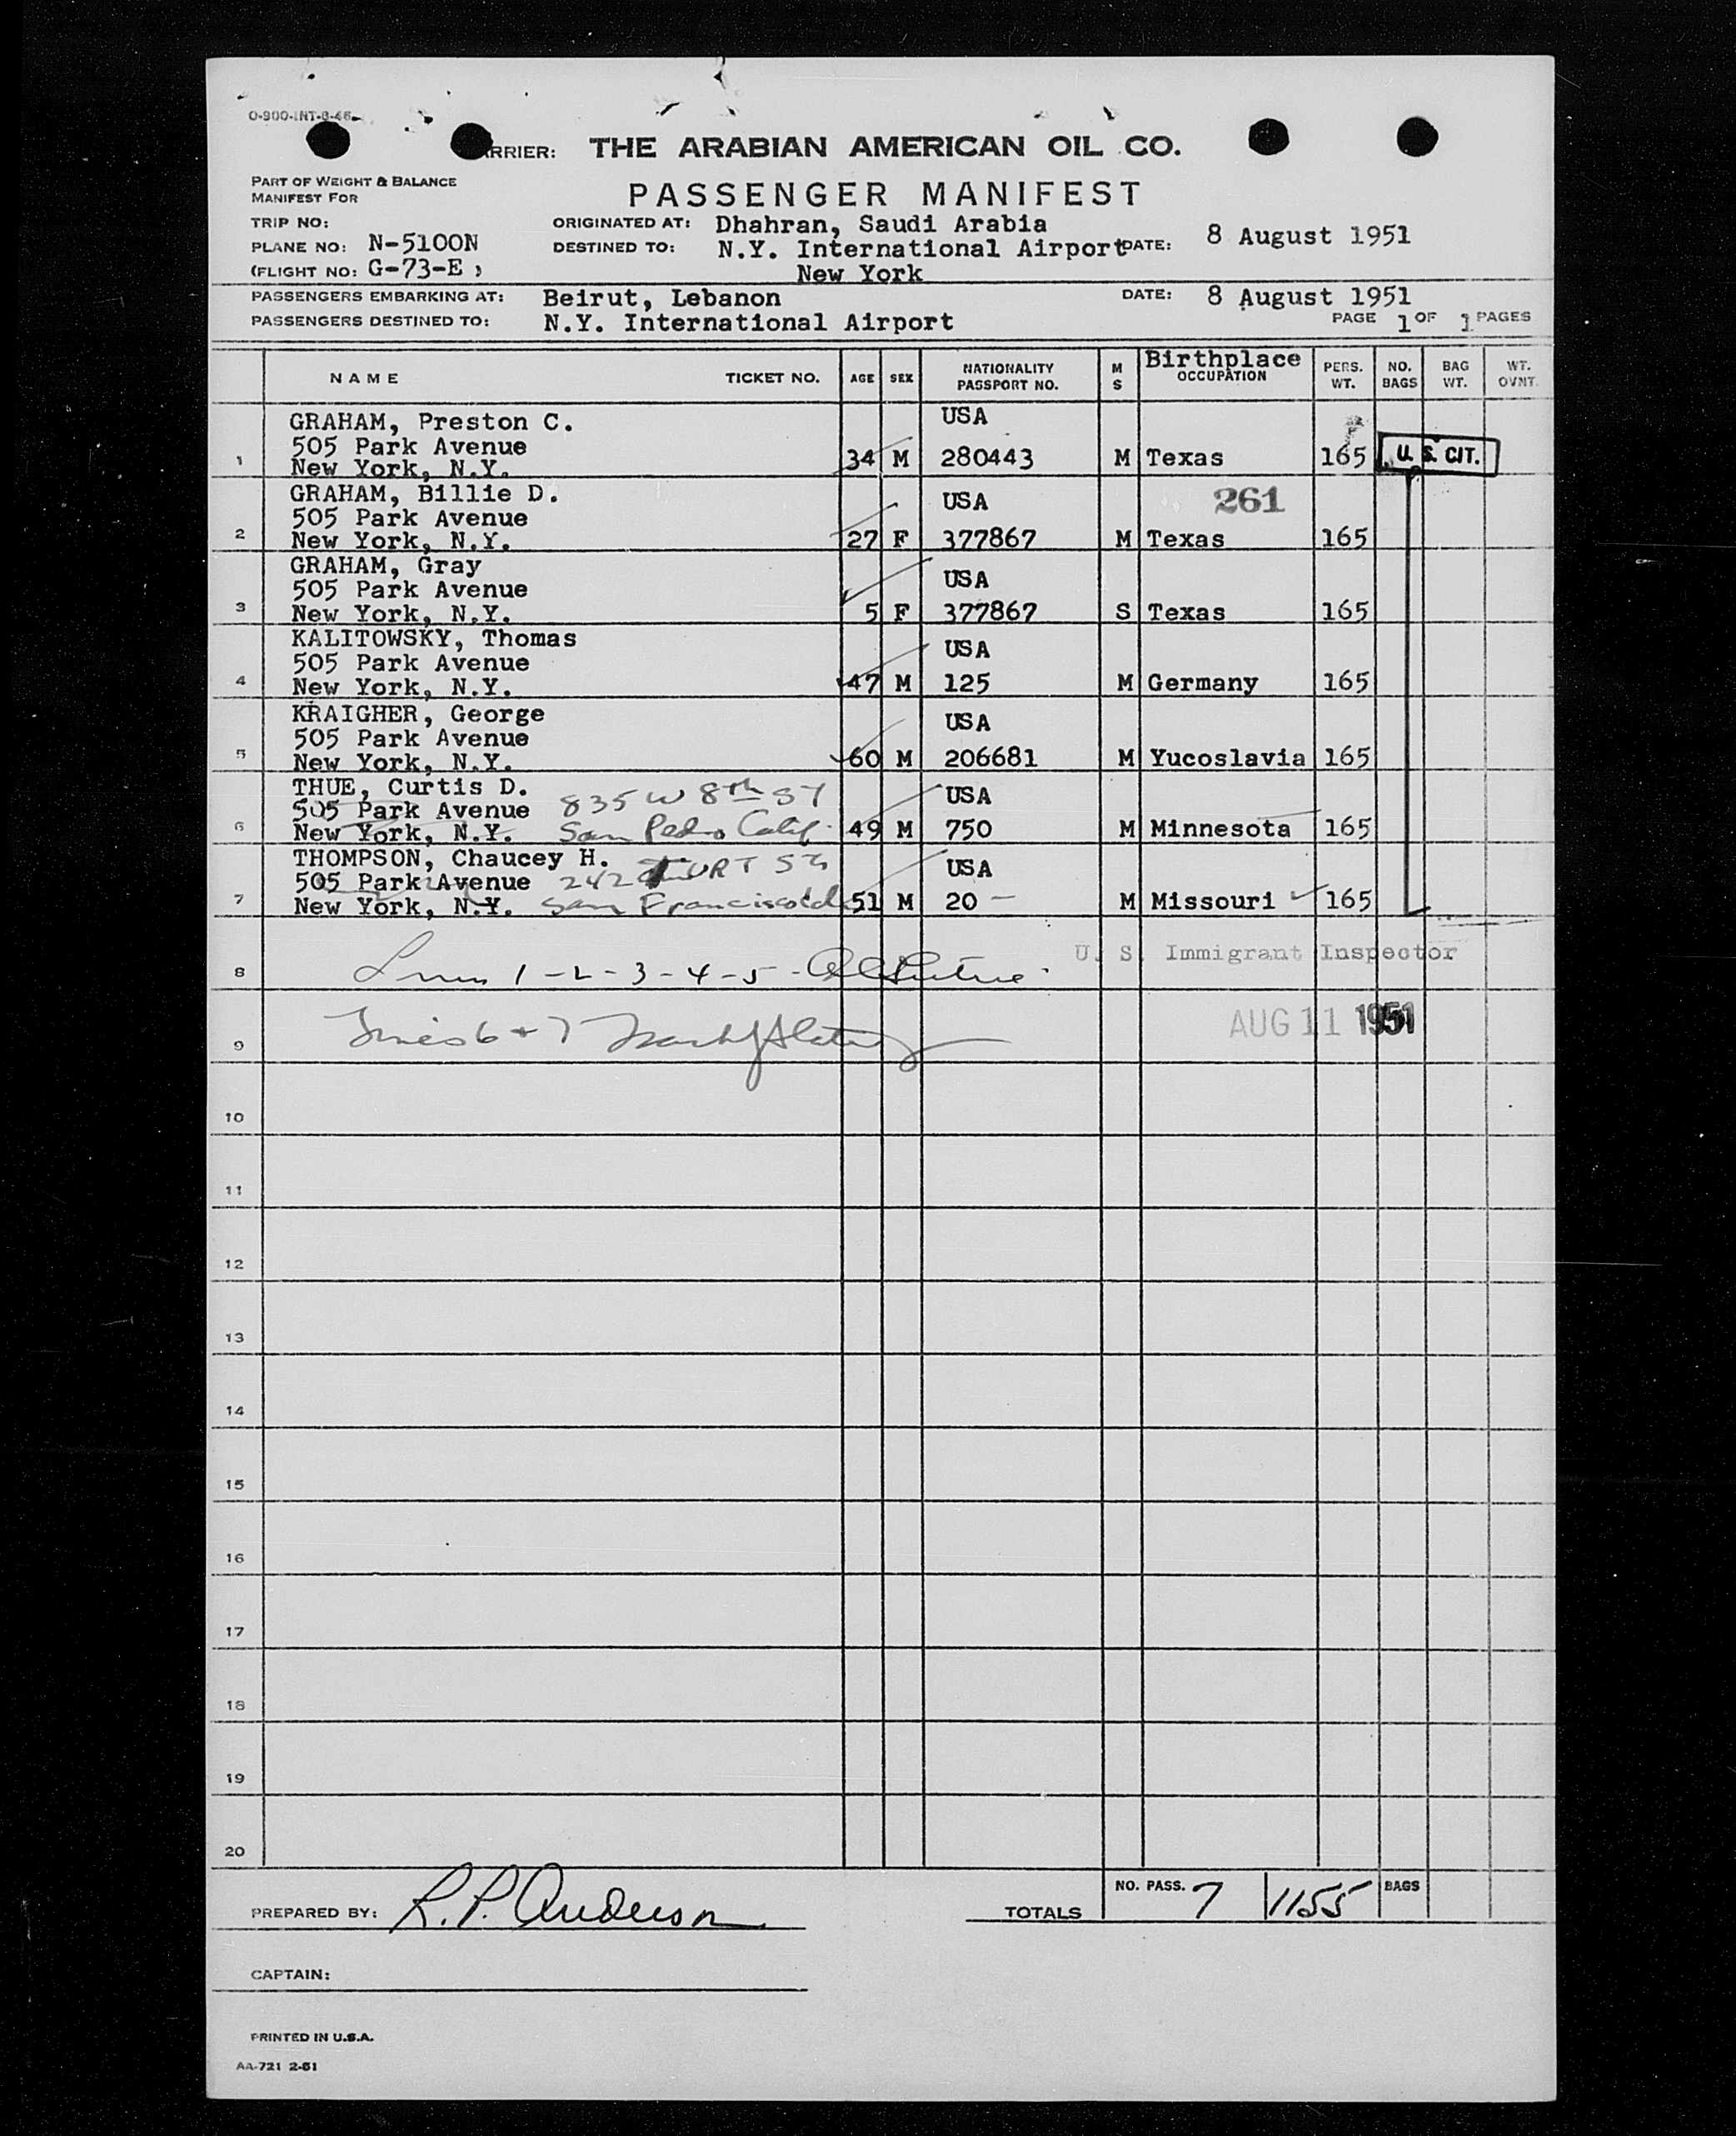 O-900-INT-8-46
RRIER: THE ARABIAN AMERICAN OIL CO.
PART OF WEIGHT & BALANCE
MANIFEST FOR
PASSENGER MANIFEST
TRIP NO:
ORIGINATED AT: Dhahran, Saudi Arabia
PLANE NO: N-5100N
DESTINED TO: N.Y. International Airport DATE: 8 August 1951
(FLIGHT NO: G-73-E )
New York
PASSENGERS EMBARKING AT: Beirut, Lebanon DATE: 8 August 1951
PASSENGERS DESTINED TO: N.Y. International Airport PAGE 1 OF 1 PAGES
NAME TICKET NO. AGE SEX NATIONALITY PASSPORT NO. M S Birthplace OCCUPATION PERS. WT. NO. BAGS BAG WT. WT. OVNT.
GRAHAM, Preston C. USA
505 Park Avenue
1 New York, N.Y. 34 M 280443 M Texas 165 U. S. CIT.
GRAHAM, Billie D. USA 261
505 Park Avenue
2 New York, N.Y. 27 F 377867 M Texas 165
GRAHAM, Gray USA
505 Park Avenue
3 New York, N.Y. 5 F 377867 S Texas 165
KALITOWSKY, Thomas USA
505 Park Avenue
4 New York, N.Y. 47 M 125 M Germany 165
KRAIGHER, George USA
505 Park Avenue
5 New York, N.Y. 60 M 206681 M Yucoslavia 165
THUE, Curtis D. USA
505 Park Avenue 835 W 8th ST
6 New York, N.Y. San Pedro Calif. 49 M 750 M Minnesota 165
THOMPSON, Chaucey H. USA
505 Park Avenue 242
7 New York, N.Y. San Francisco 51 M 20 - M Missouri 165
U. S. Immigrant Inspector
8 Lines 1 - 2 - 3 - 4 - 5 -
AUG 11 1951
9 Lines 6 + 7
10
11
12
13
14
15
16
17
18
19
20
PREPARED BY: R.P. Anderson TOTALS NO. PASS. 7 1155 BAGS
CAPTAIN:
PRINTED IN U.S.A.
AA-721 2-51